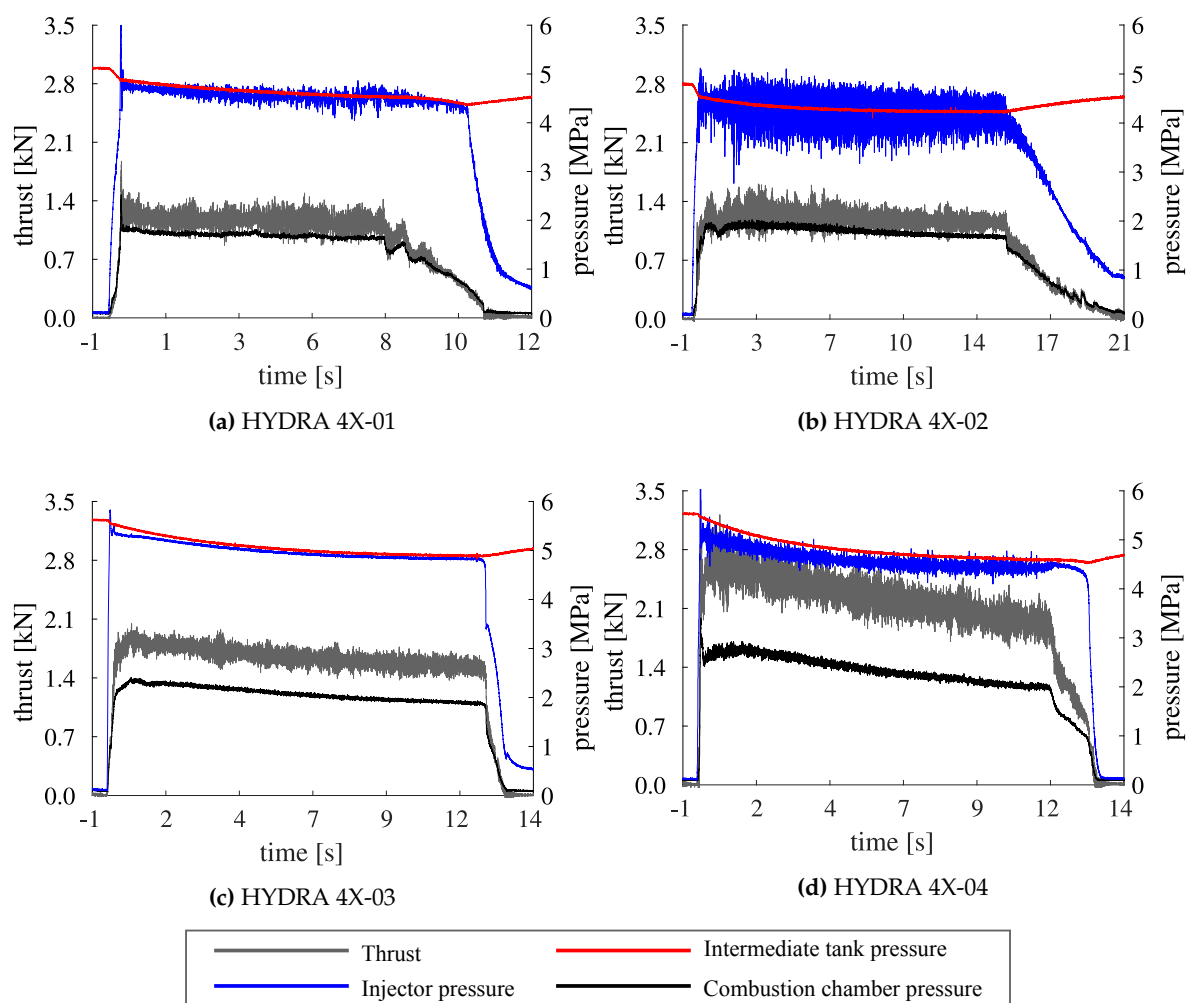 3.5
2.8
2.1
1.4
0.7
0.0
thrust [kN]
6
5
4
3
2
1
0
pressure [MPa]
-1 1 3 4 6 8 10 12
time [s]
(a) HYDRA 4X-01
3.5
2.8
2.1
1.4
0.7
0.0
thrust [kN]
6
5
4
3
2
1
0
pressure [MPa]
-1 3 7 10 14 17 21
time [s]
(b) HYDRA 4X-02
3.5
2.8
2.1
1.4
0.7
0.0
thrust [kN]
6
5
4
3
2
1
0
pressure [MPa]
-1 2 4 7 9 12 14
time [s]
(c) HYDRA 4X-03
3.5
2.8
2.1
1.4
0.7
0.0
thrust [kN]
6
5
4
3
2
1
0
pressure [MPa]
-1 2 4 7 9 12 14
time [s]
(d) HYDRA 4X-04
Thrust
Intermediate tank pressure
Injector pressure
Combustion chamber pressure